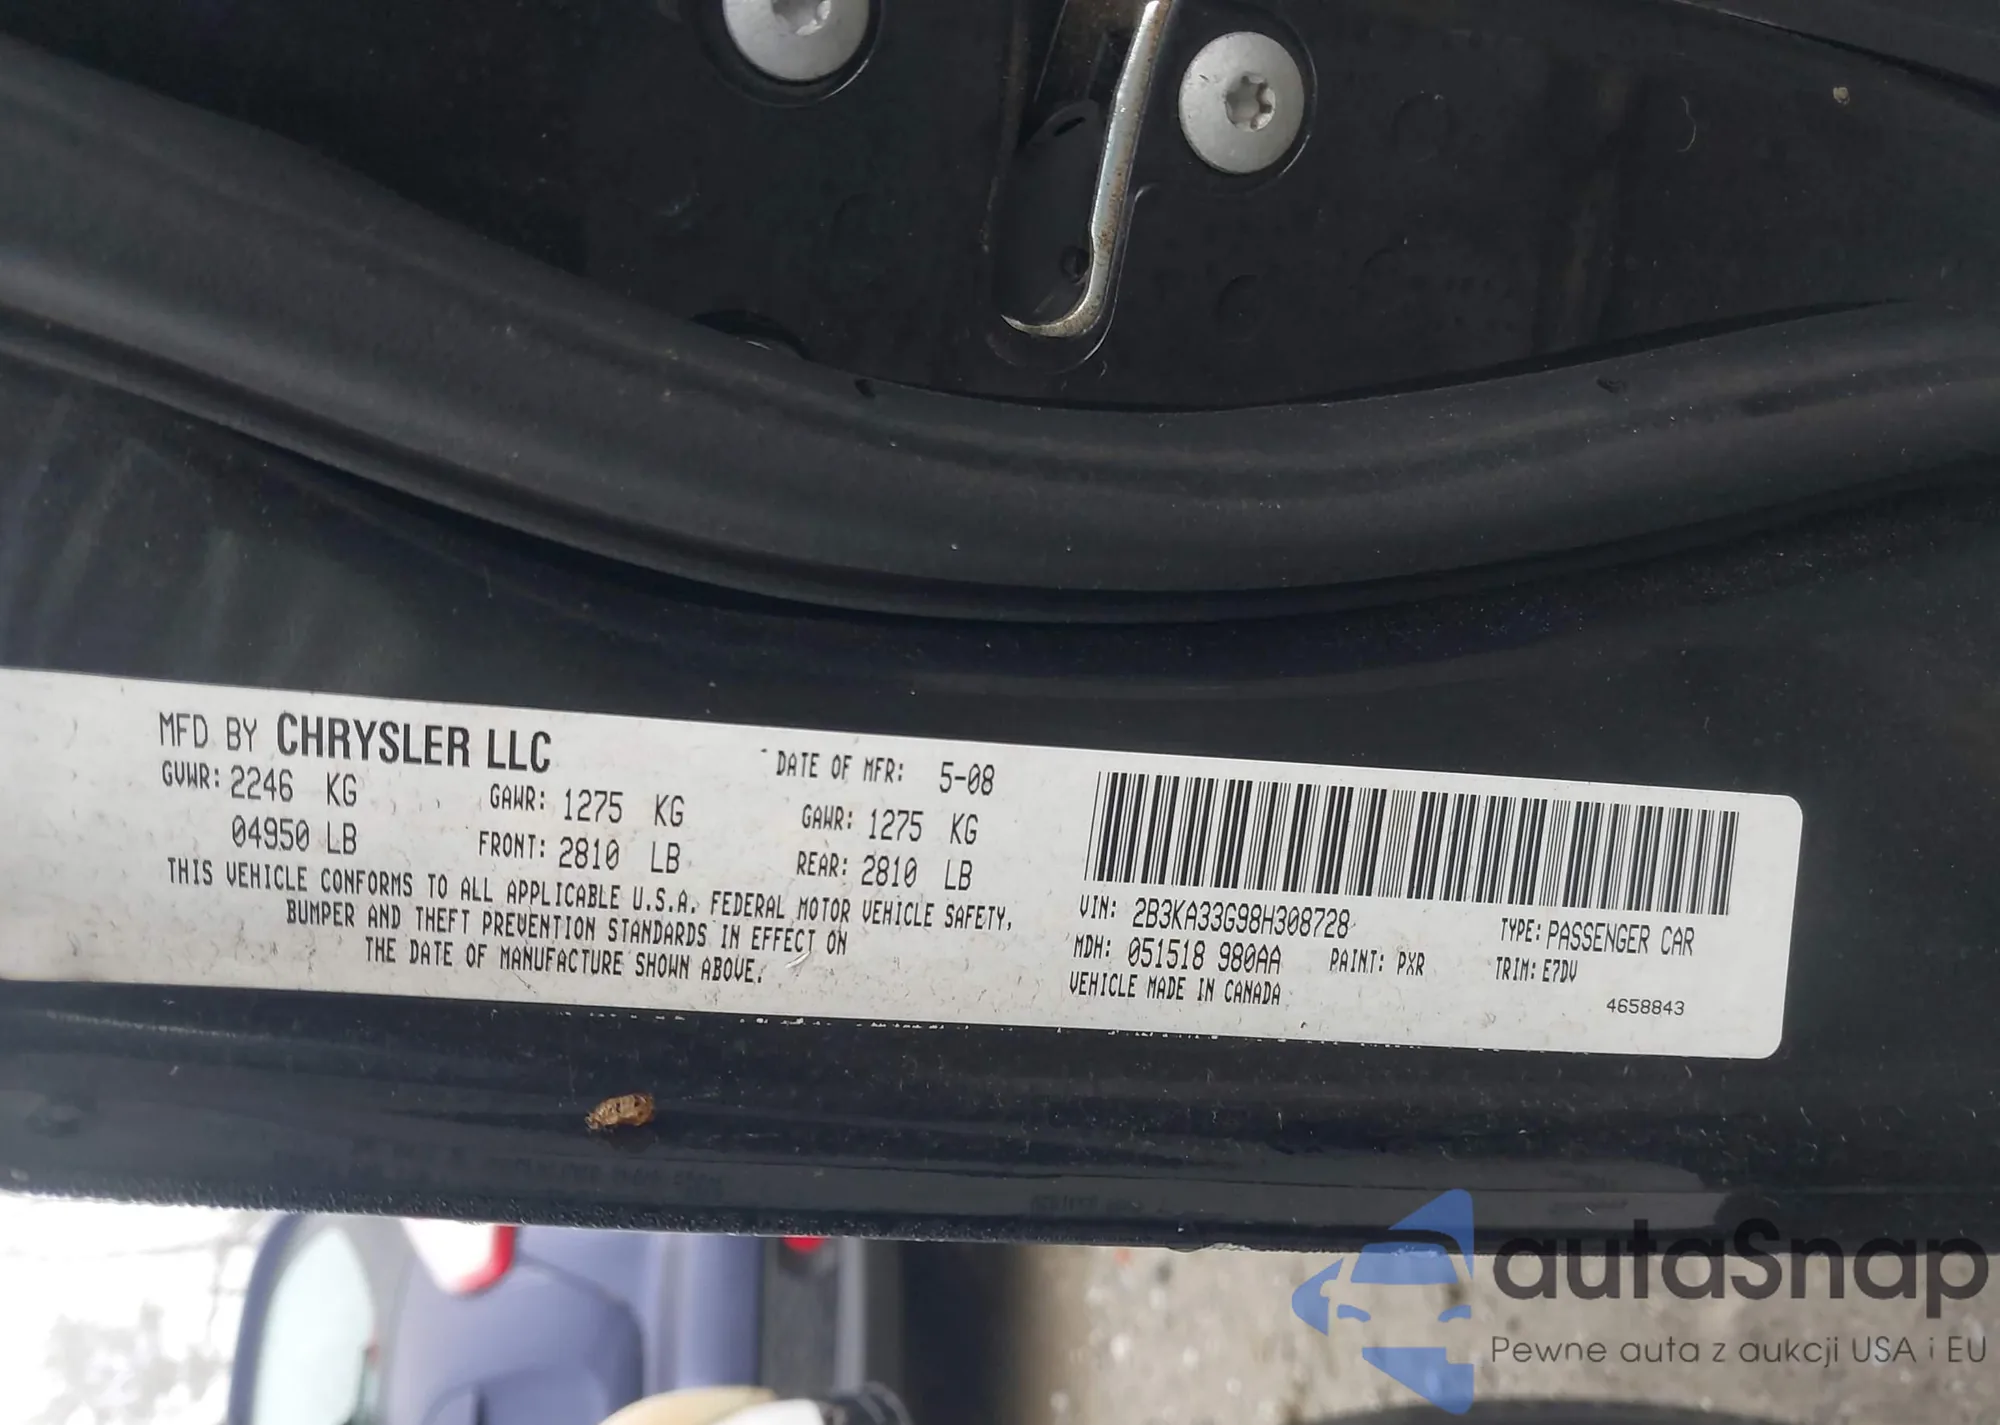 MFD BY CHRYSLER LLC
DATE OF MFR: 5-08
GVWR: 2246 KG
GAWR: 1275 KG
GAWR: 1275 KG
04950 LB
FRONT: 2810 LB
REAR: 2810 LB
THIS VEHICLE CONFORMS TO ALL APPLICABLE U.S.A. FEDERAL MOTOR VEHICLE SAFETY,
BUMPER AND THEFT PREVENTION STANDARDS IN EFFECT ON
THE DATE OF MANUFACTURE SHOWN ABOVE.
VIN: 2B3KA33G98H308728
TYPE: PASSENGER CAR
MDH: 051518 980AA
PAINT: PXR
TRIM: E7DV
VEHICLE MADE IN CANADA
4658843
autaSnap
Pewne auta z aukcji USA i EU